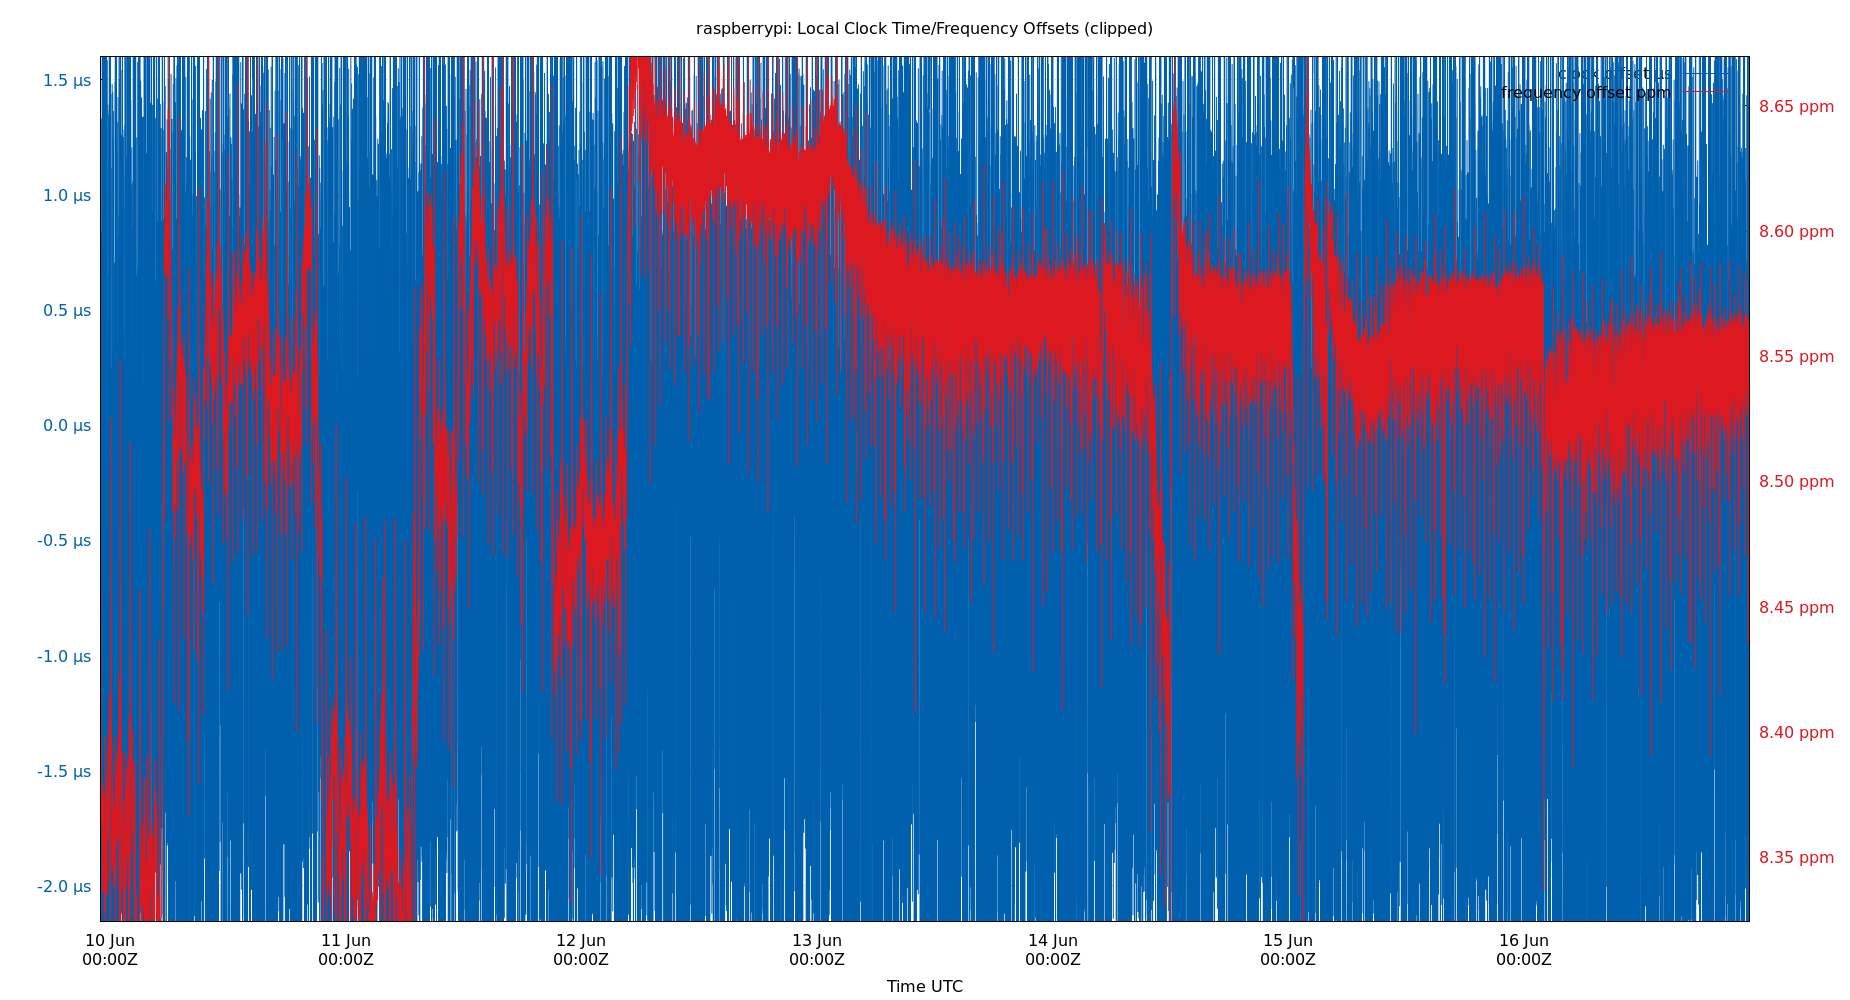 raspberrypi: Local Clock Time/Frequency Offsets (clipped)
clock offset µs
frequency offset ppm
1.5 µs
1.0 µs
0.5 µs
0.0 µs
-0.5 µs
-1.0 µs
-1.5 µs
-2.0 µs
8.65 ppm
8.60 ppm
8.55 ppm
8.50 ppm
8.45 ppm
8.40 ppm
8.35 ppm
10 Jun
00:00Z
11 Jun
00:00Z
12 Jun
00:00Z
13 Jun
00:00Z
14 Jun
00:00Z
15 Jun
00:00Z
16 Jun
00:00Z
Time UTC